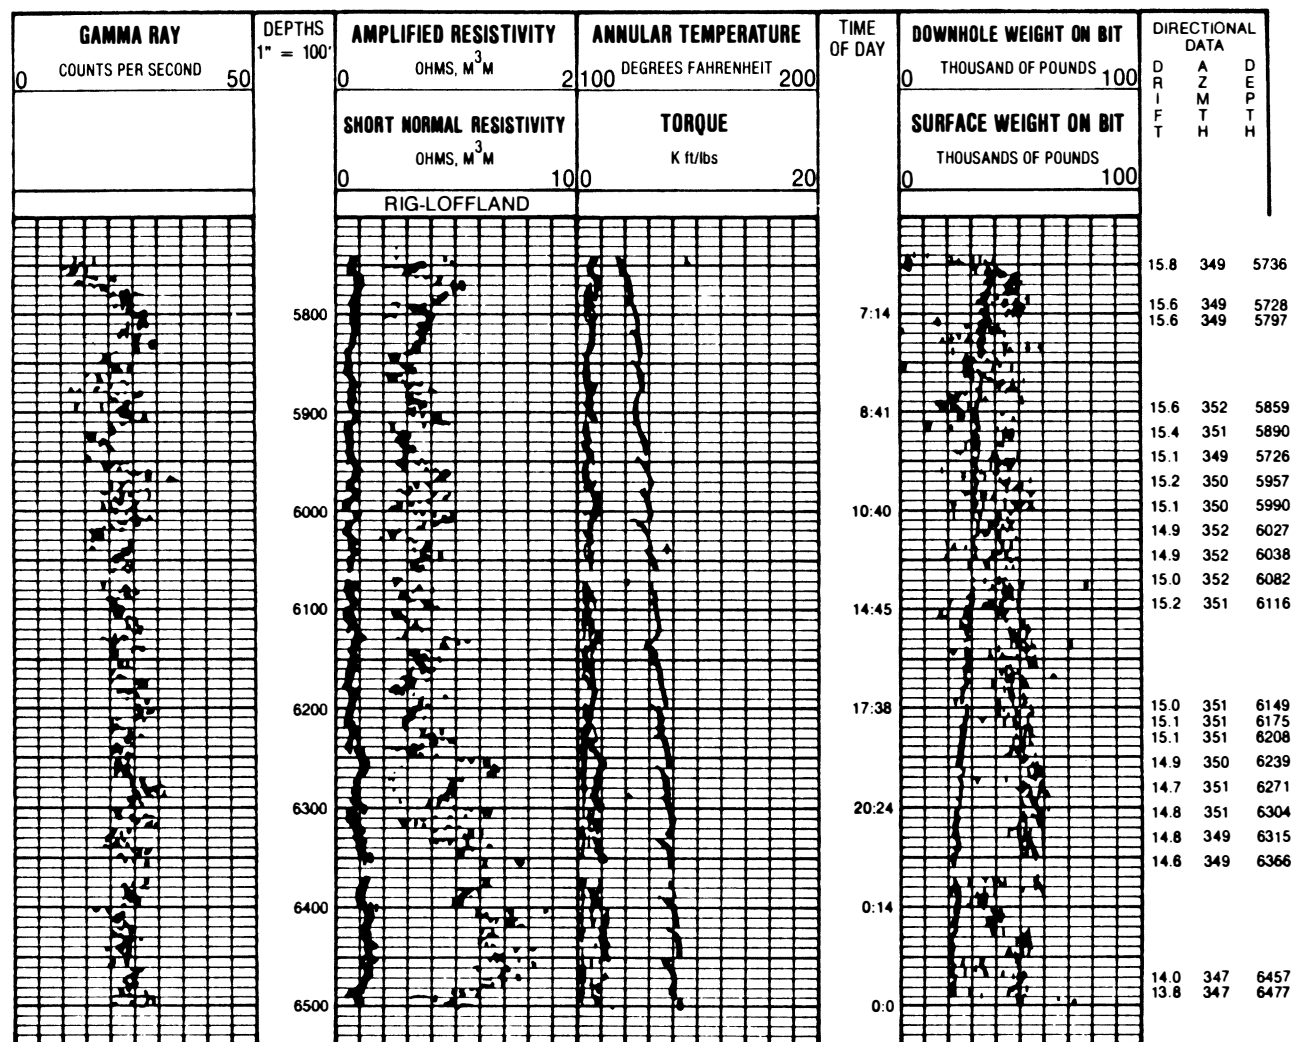 GAMMA RAY
COUNTS PER SECOND
0 50
DEPTHS
1" = 100'
AMPLIFIED RESISTIVITY
OHMS, M³M
0 2
SHORT NORMAL RESISTIVITY
OHMS, M³M
0 10
RIG-LOFFLAND
ANNULAR TEMPERATURE
DEGREES FAHRENHEIT
100 200
TORQUE
K ft/lbs
0 20
TIME
OF DAY
DOWNHOLE WEIGHT ON BIT
THOUSAND OF POUNDS
0 100
SURFACE WEIGHT ON BIT
THOUSANDS OF POUNDS
0 100
DIRECTIONAL
DATA
DRIFT AZMTH DEPTH
5800
5900
6000
6100
6200
6300
6400
6500
7:14
8:41
10:40
14:45
17:38
20:24
0:14
0:0
15.8 349 5736
15.6 349 5728
15.6 349 5797
15.6 352 5859
15.4 351 5890
15.1 349 5726
15.2 350 5957
15.1 350 5990
14.9 352 6027
14.9 352 6038
15.0 352 6082
15.2 351 6116
15.0 351 6149
15.1 351 6175
15.1 351 6208
14.9 350 6239
14.7 351 6271
14.8 351 6304
14.8 349 6315
14.6 349 6366
14.0 347 6457
13.8 347 6477